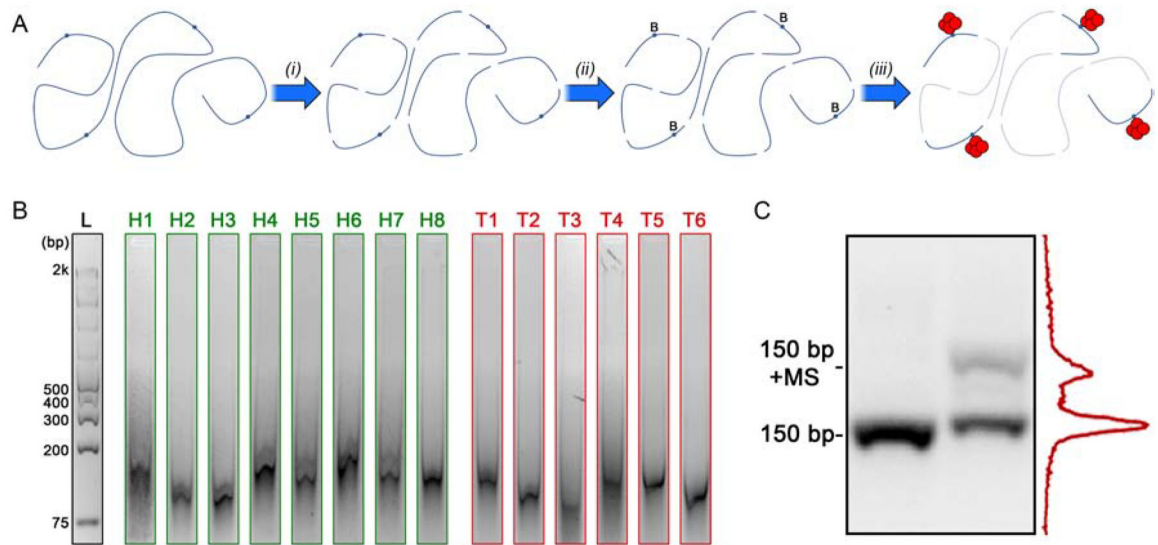 A
(i)
(ii)
(iii)
B
B
B
B
B
L
H1 H2 H3 H4 H5 H6 H7 H8
T1 T2 T3 T4 T5 T6
(bp)
2k
500
400
300
200
75
C
150 bp
+MS
150 bp